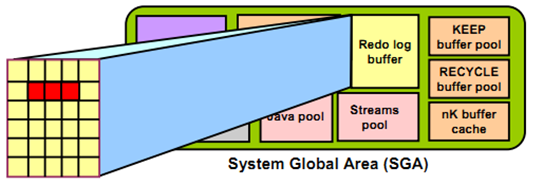 Redo log
buffer
KEEP
buffer pool
RECYCLE
buffer pool
Java pool
Streams
pool
nK buffer
cache
System Global Area (SGA)